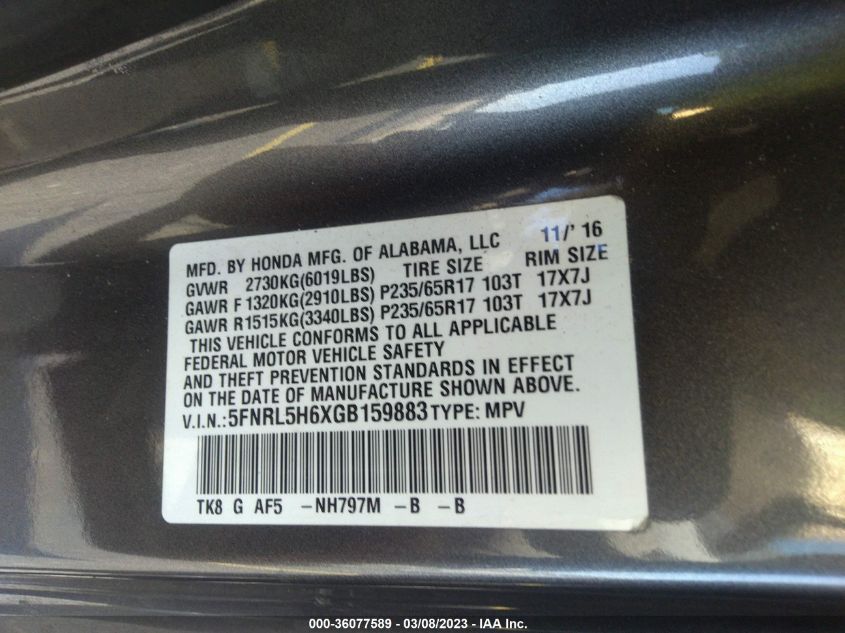 MFD. BY HONDA MFG. OF ALABAMA, LLC 11/' 16
GVWR 2730KG(6019LBS) TIRE SIZE RIM SIZE
GAWR F 1320KG(2910LBS) P235/65R17 103T 17X7J
GAWR R1515KG(3340LBS) P235/65R17 103T 17X7J
THIS VEHICLE CONFORMS TO ALL APPLICABLE
FEDERAL MOTOR VEHICLE SAFETY
AND THEFT PREVENTION STANDARDS IN EFFECT
ON THE DATE OF MANUFACTURE SHOWN ABOVE.
V.I.N.:5FNRL5H6XGB159883 TYPE: MPV
TK8 G AF5 -NH797M -B -B
000-36077589 - 03/08/2023 - IAA Inc.